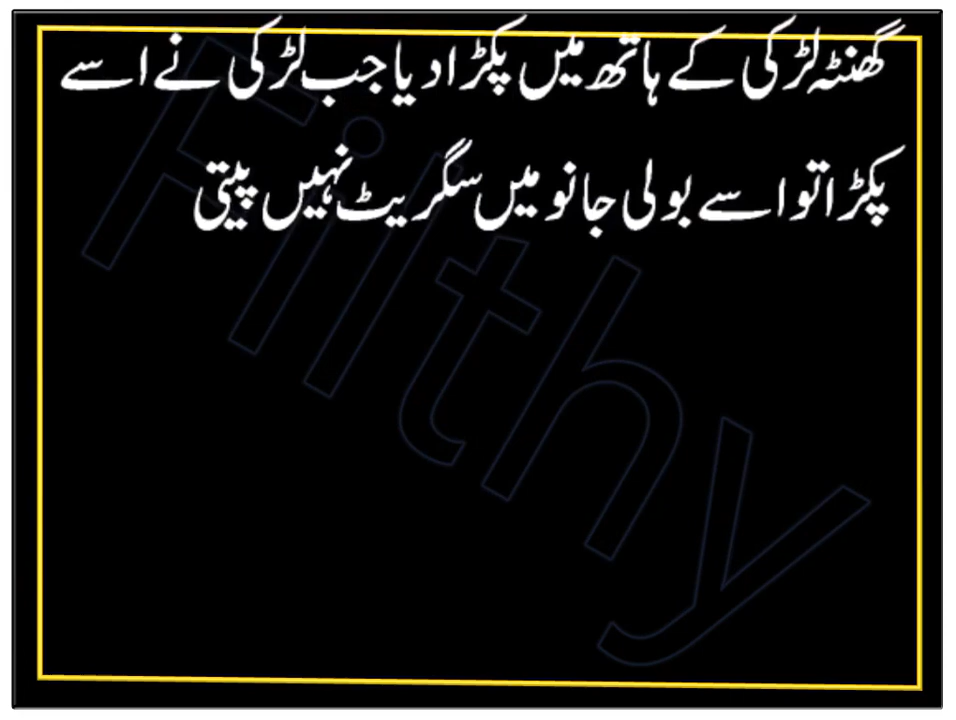 گھنٹہ لڑکی کے ہاتھ میں پکڑا دیا جب لڑکی نے اسے
پکڑا تو اسے بولی جانو میں سگریٹ نہیں پیتی
Filthy